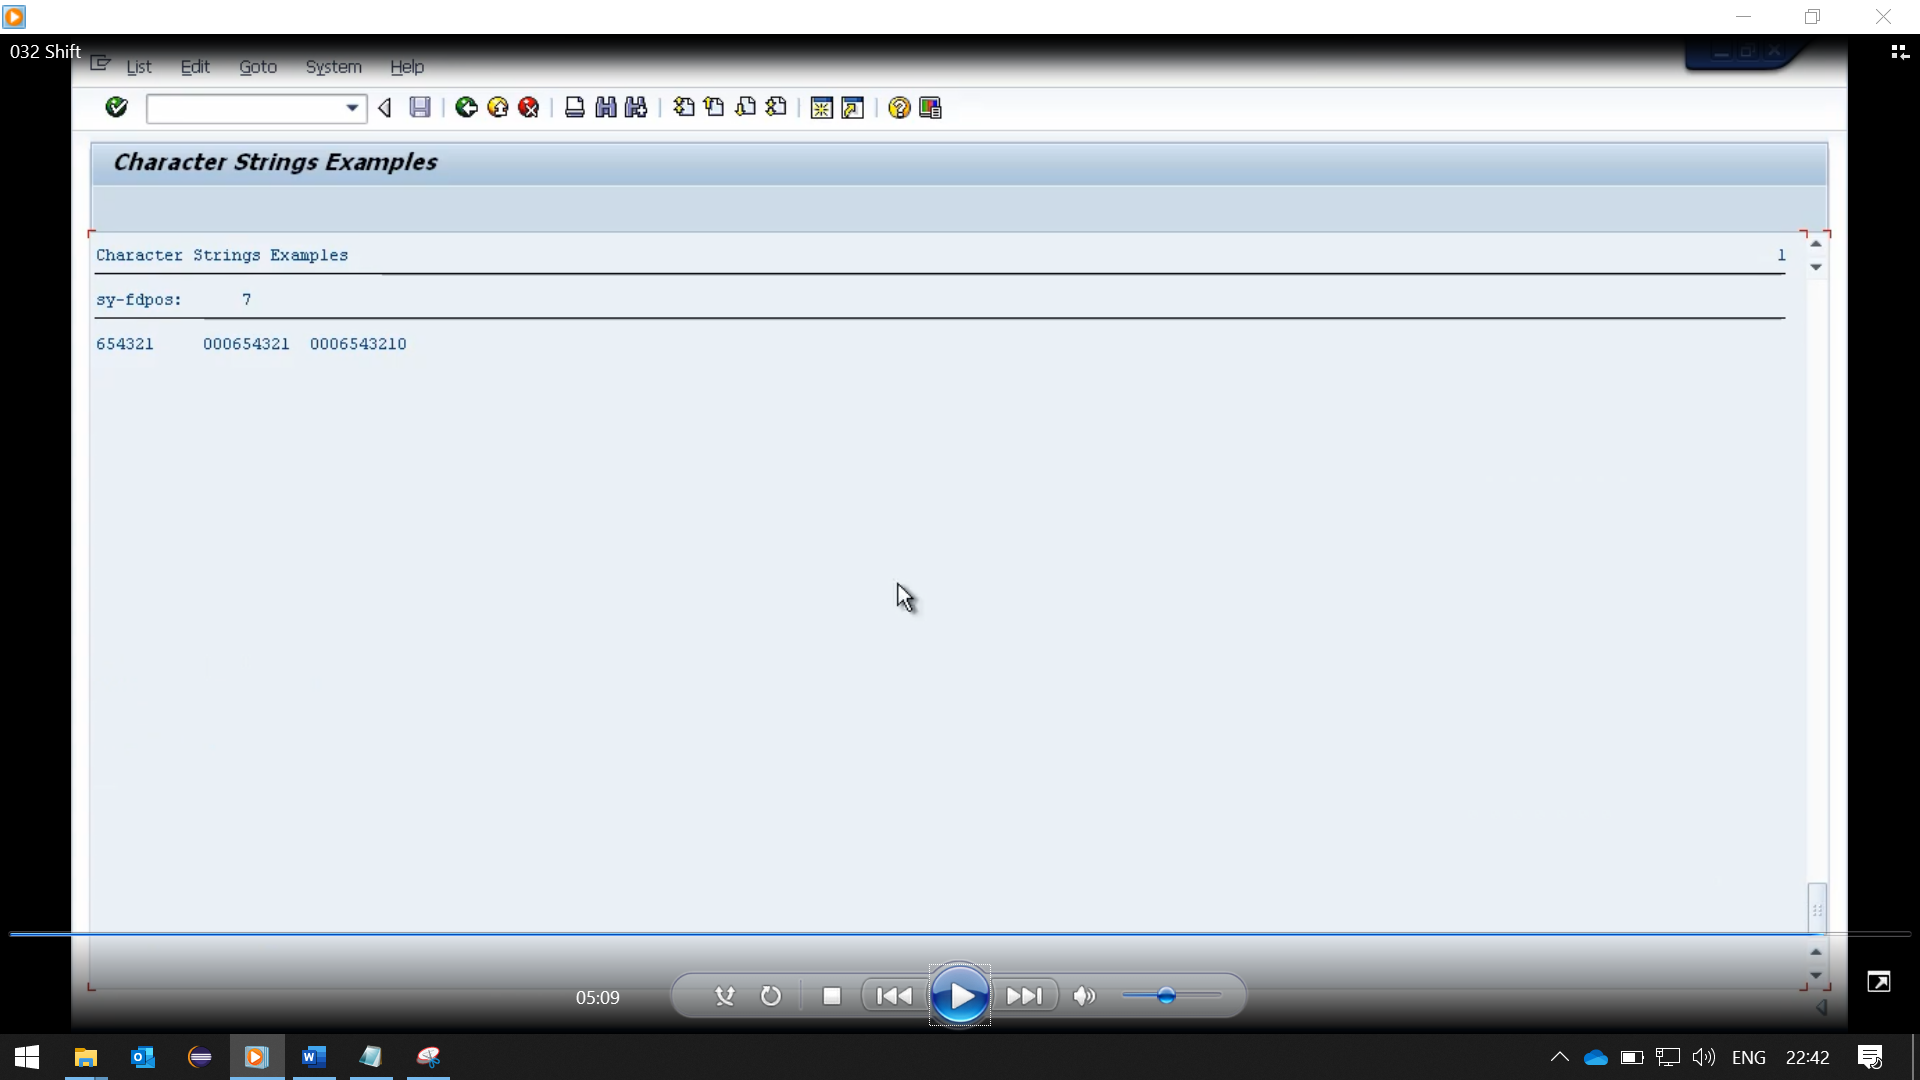 032 Shift
List Edit Goto System Help
Character Strings Examples
Character Strings Examples 1
sy-fdpos: 7
654321 000654321 0006543210
05:09
ENG 22:42